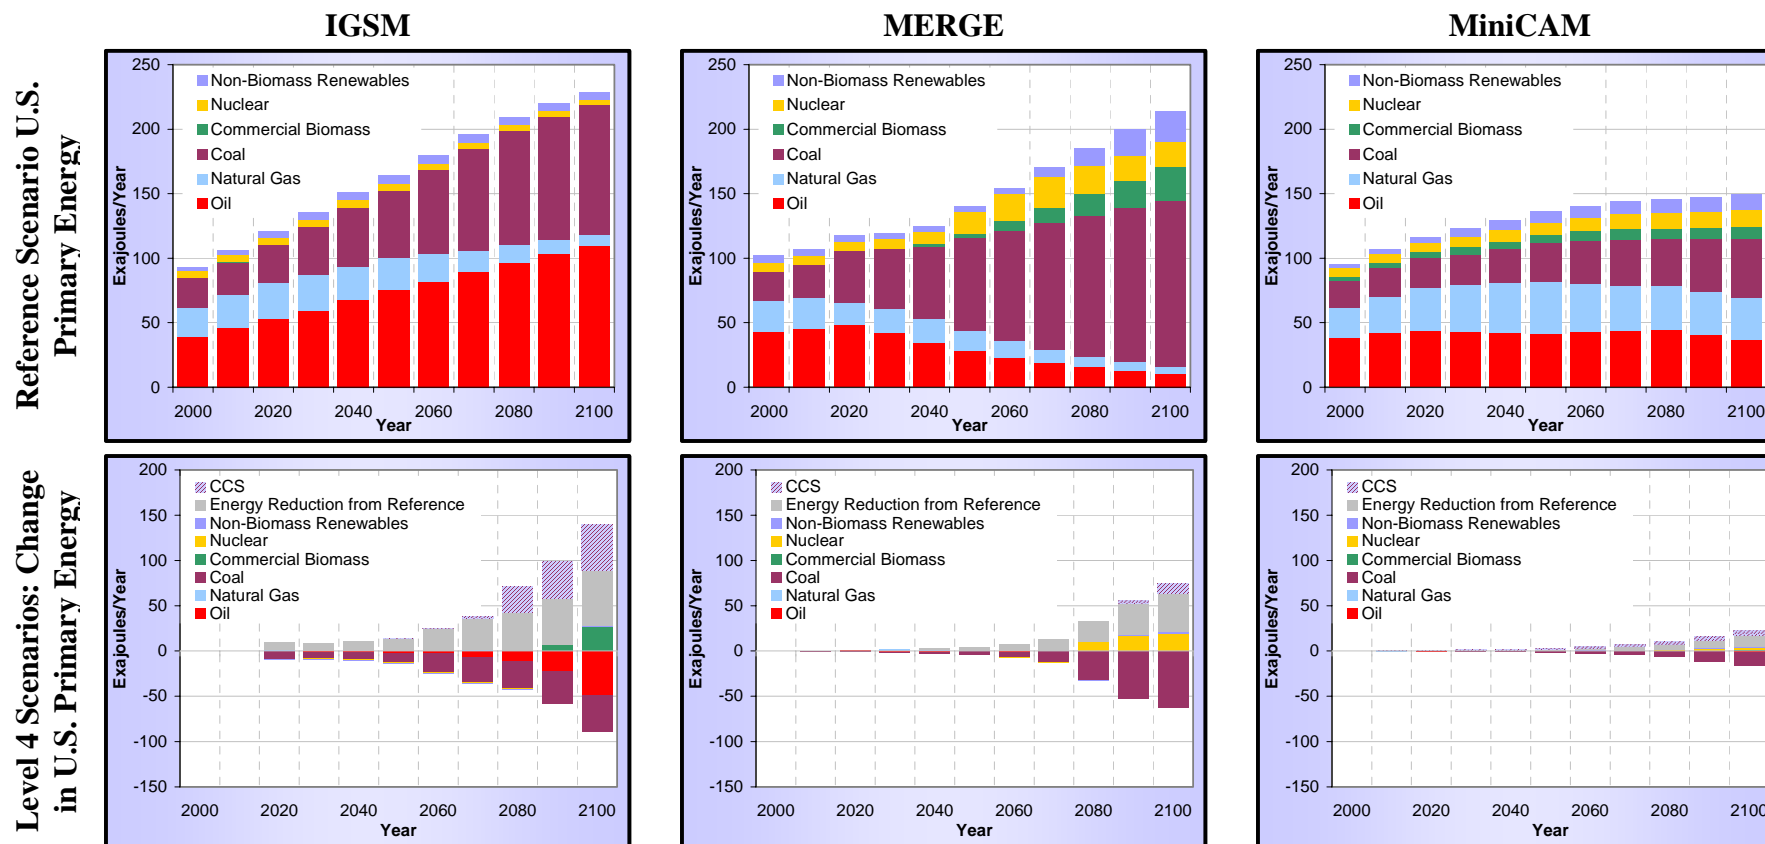 IGSM
MERGE
MiniCAM
Reference Scenario U.S.
Primary Energy
250
200
150
100
50
0
Exajoules/Year
Non-Biomass Renewables
Nuclear
Commercial Biomass
Coal
Natural Gas
Oil
2000 2020 2040 2060 2080 2100
Year
250
200
150
100
50
0
Exajoules/Year
Non-Biomass Renewables
Nuclear
Commercial Biomass
Coal
Natural Gas
Oil
2000 2020 2040 2060 2080 2100
Year
250
200
150
100
50
0
Exajoules/Year
Non-Biomass Renewables
Nuclear
Commercial Biomass
Coal
Natural Gas
Oil
2000 2020 2040 2060 2080 2100
Year
Level 4 Scenarios: Change
in U.S. Primary Energy
200
150
100
50
0
-50
-100
-150
Exajoules/Year
CCS
Energy Reduction from Reference
Non-Biomass Renewables
Nuclear
Commercial Biomass
Coal
Natural Gas
Oil
2000 2020 2040 2060 2080 2100
Year
200
150
100
50
0
-50
-100
-150
Exajoules/Year
CCS
Energy Reduction from Reference
Non-Biomass Renewables
Nuclear
Commercial Biomass
Coal
Natural Gas
Oil
2000 2020 2040 2060 2080 2100
Year
200
150
100
50
0
-50
-100
-150
Exajoules/Year
CCS
Energy Reduction from Reference
Non-Biomass Renewables
Nuclear
Commercial Biomass
Coal
Natural Gas
Oil
2000 2020 2040 2060 2080 2100
Year